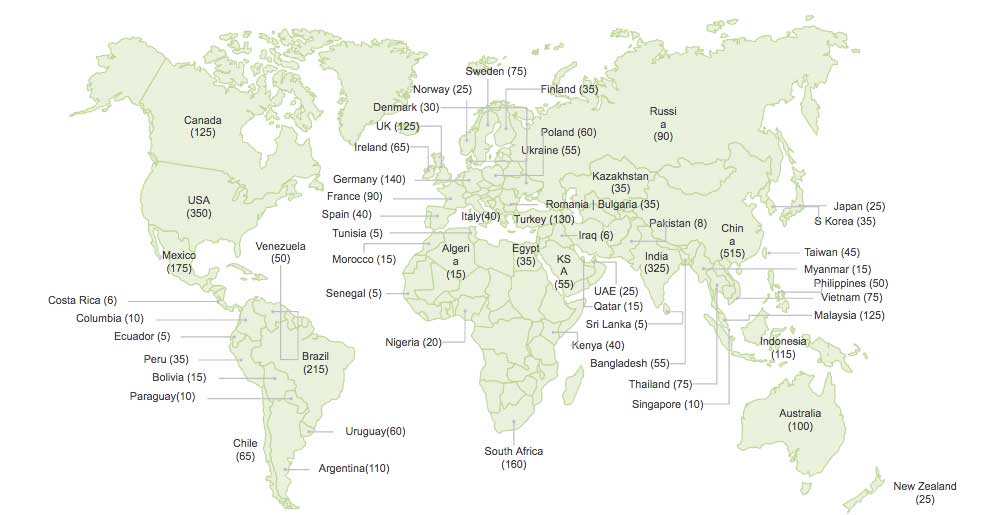 Sweden (75)
Norway (25)
Finland (35)
Denmark (30)
Canada
(125)
UK (125)
Poland (60)
Russi
a
(90)
Ireland (65)
Ukraine (55)
Germany (140)
Kazakhstan
(35)
France (90)
USA
(350)
Romania | Bulgaria (35)
Japan (25)
Spain (40)
Italy(40)
Turkey (130)
Pakistan (8)
S Korea (35)
Tunisia (5)
Iraq (6)
Chin
a
(515)
Venezuela
(50)
Algeri
a
(15)
Egypt
(35)
Mexico
(175)
Morocco (15)
KS
A
(55)
India
(325)
Taiwan (45)
Myanmar (15)
Philippines (50)
Senegal (5)
UAE (25)
Vietnam (75)
Costa Rica (6)
Qatar (15)
Columbia (10)
Sri Lanka (5)
Malaysia (125)
Ecuador (5)
Nigeria (20)
Kenya (40)
Indonesia
(115)
Peru (35)
Brazil
(215)
Bangladesh (55)
Bolivia (15)
Thailand (75)
Paraguay(10)
Singapore (10)
Australia
(100)
Uruguay(60)
Chile
(65)
South Africa
(160)
Argentina(110)
New Zealand
(25)